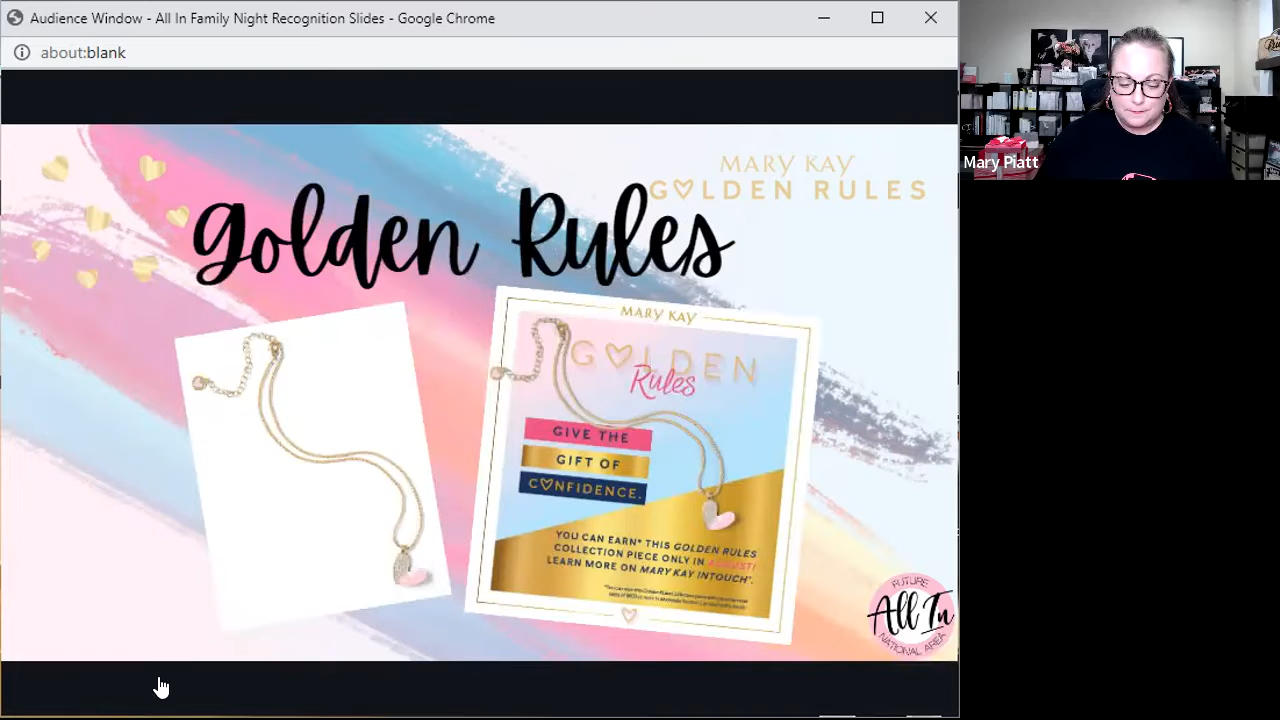 Audience Window - All In Family Night Recognition Slides - Google Chrome
about:blank
MARY KAY
GOLDEN RULES
Golden Rules
MARY KAY
GOLDEN
Rules
GIVE THE
GIFT OF
CONFIDENCE.
YOU CAN EARN* THIS GOLDEN RULES
COLLECTION PIECE ONLY IN AUGUST!
LEARN MORE ON MARY KAY INTOUCH®.
FUTURE
All In
NATIONAL AREA
Mary Piatt